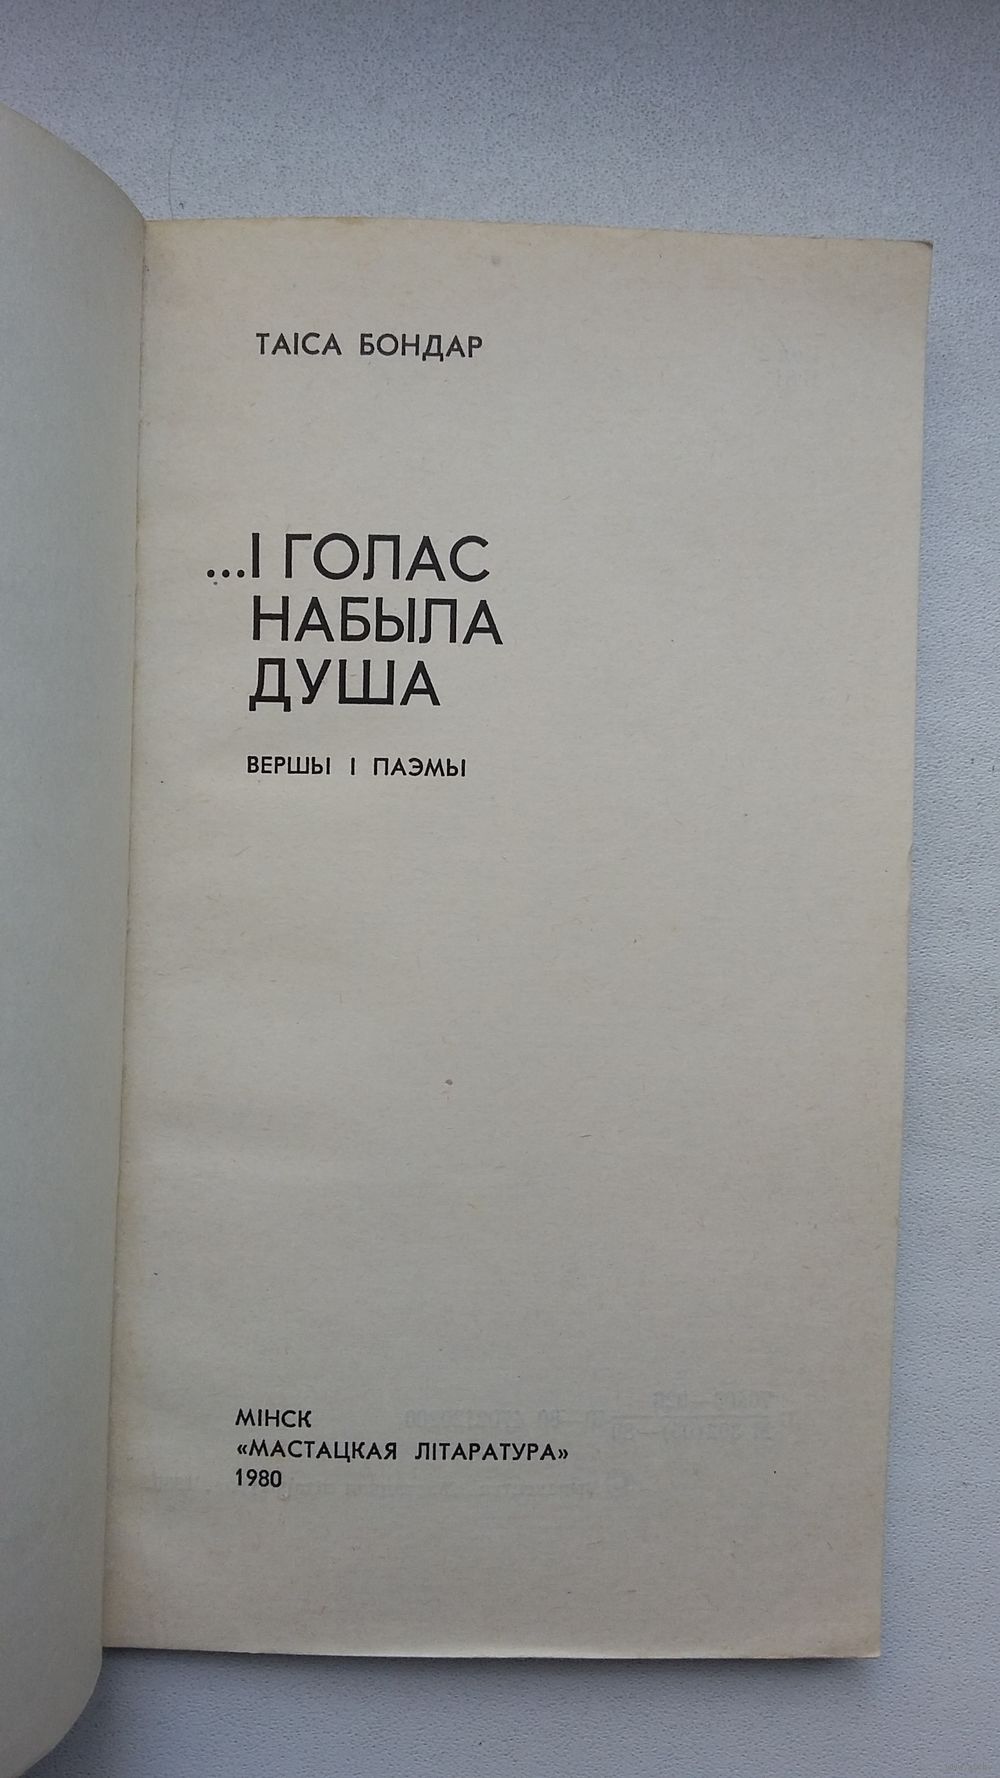 ТАІСА БОНДАР
...І ГОЛАС
НАБЫЛА
ДУША
ВЕРШЫ І ПАЭМЫ
МІНСК
«МАСТАЦКАЯ ЛІТАРАТУРА»
1980